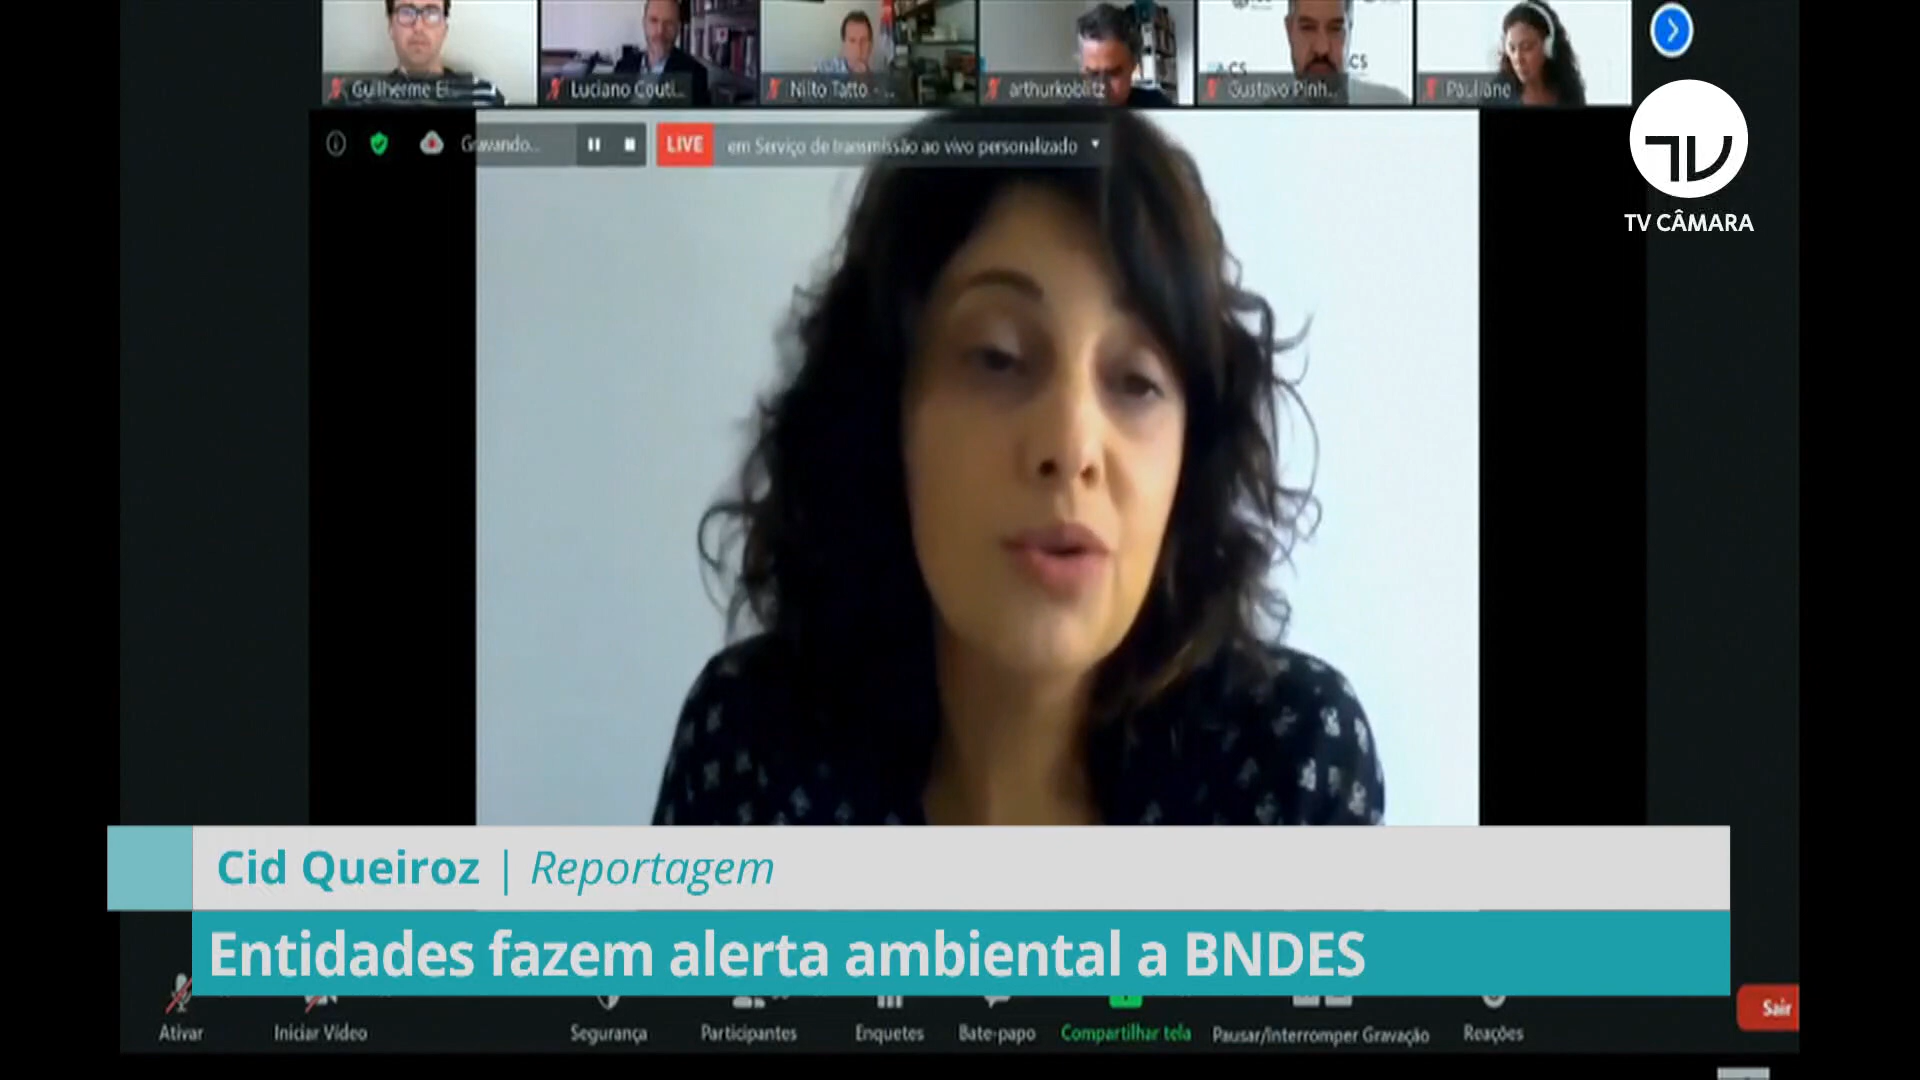 Guilherme El...
Luciano Couti...
Nilto Tatto - ...
arthurkoblitz
Gustavo Pinh...
Pauliane
Gravando...
LIVE
em Serviço de transmissão ao vivo personalizado
TV
TV CÂMARA
Cid Queiroz | Reportagem
Entidades fazem alerta ambiental a BNDES
Ativar
Iniciar Vídeo
Segurança
Participantes
Enquetes
Bate-papo
Compartilhar tela
Pausar/Interromper Gravação
Reações
Sair